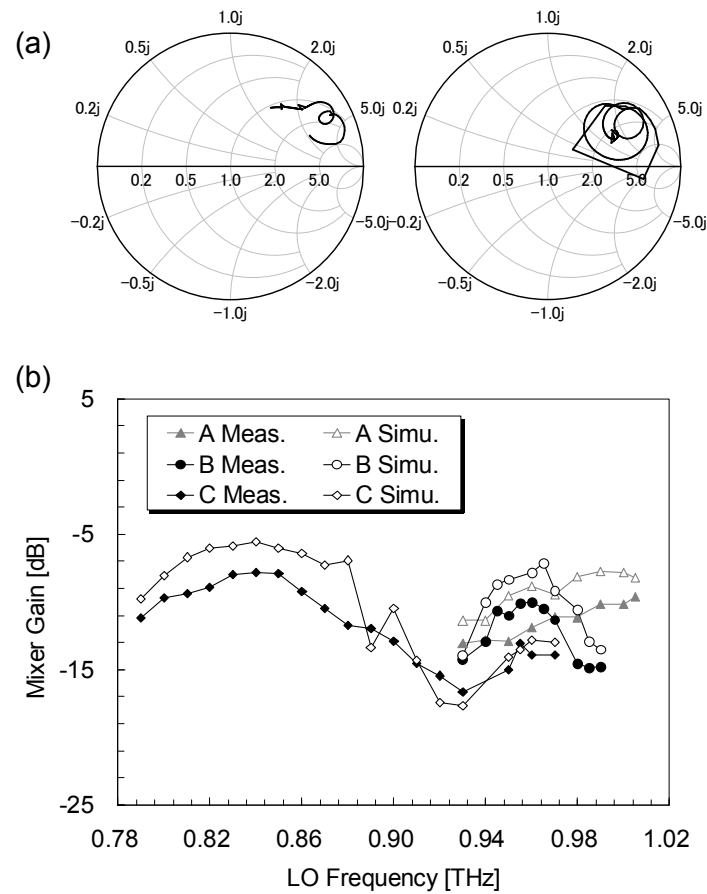 (a)
1.0j 1.0j
0.5j 2.0j 0.5j 2.0j
0.2j 5.0j 0.2j 5.0j
0.2 0.5 1.0 2.0 5.0 0.2 0.5 1.0 2.0 5.0
−0.2j −5.0j −0.2j −5.0j
−0.5j −2.0j −0.5j −2.0j
−1.0j −1.0j
(b)
5
A Meas. A Simu.
B Meas. B Simu.
C Meas. C Simu.
-5
-15
-25
Mixer Gain [dB]
0.78 0.82 0.86 0.90 0.94 0.98 1.02
LO Frequency [THz]